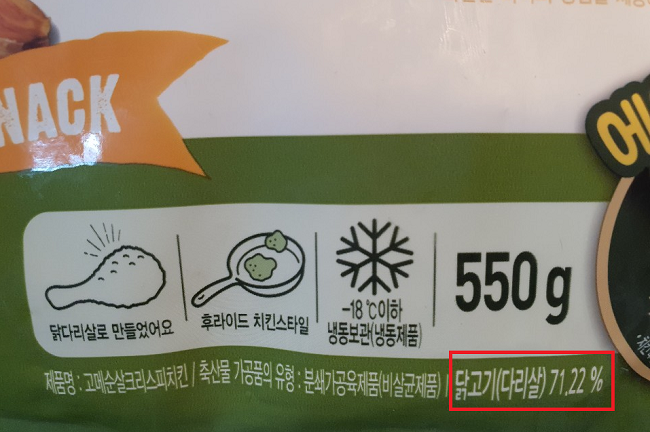 NACK
에
닭다리살로 만들었어요
후라이드 치킨스타일
-18 ℃이하
냉동보관(냉동제품)
550g
제품명 : 고메순살크리스피치킨 / 축산물 가공품의 유형 : 분쇄가공육제품(비살균제품) / 닭고기(다리살) 71.22 %